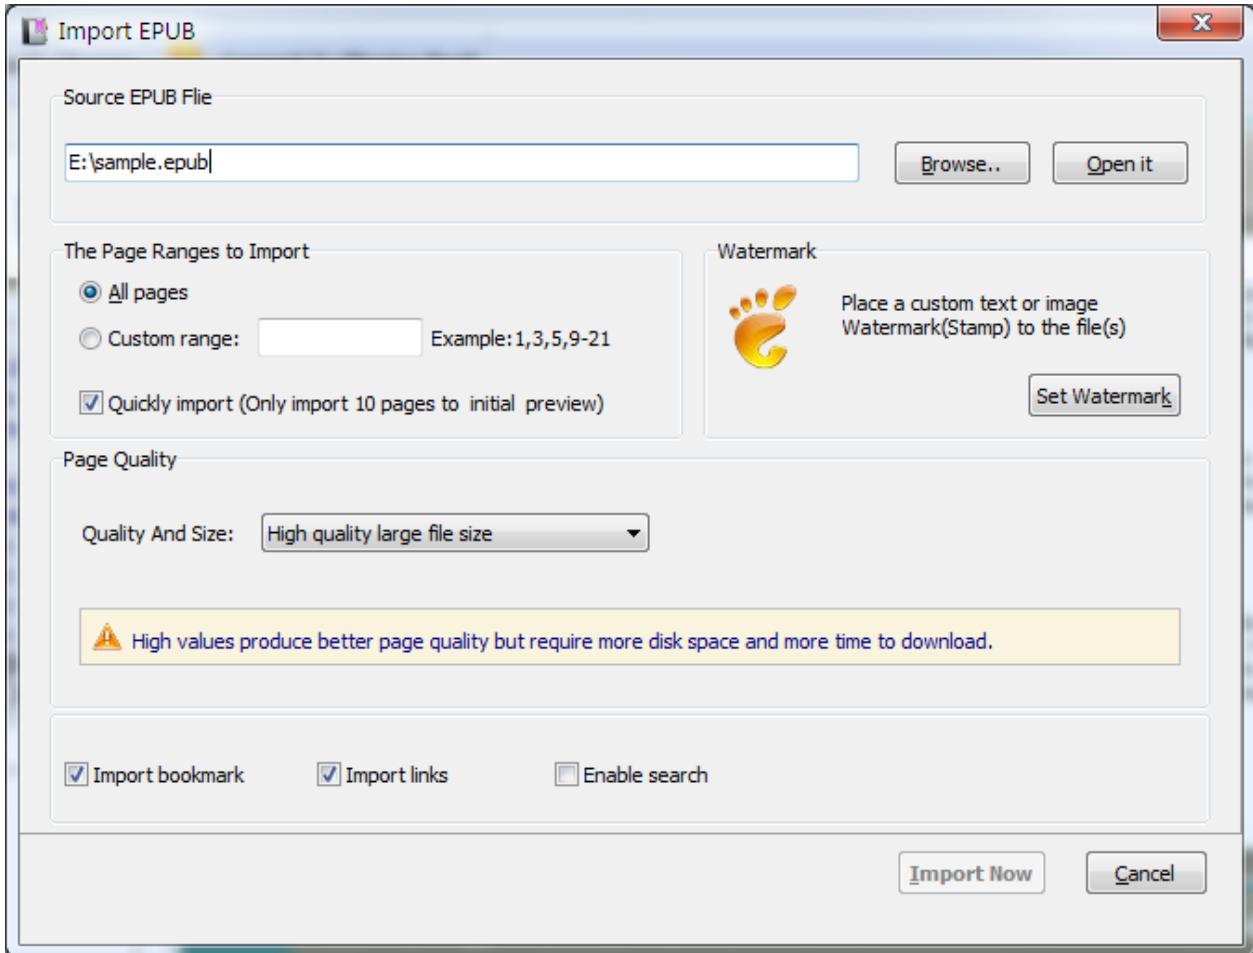 Import EPUB
Source EPUB Flie
E:\sample.epub
Browse..
Open it
The Page Ranges to Import
All pages
Custom range:
Example:1,3,5,9-21
Quickly import (Only import 10 pages to initial preview)
Watermark
Place a custom text or image
Watermark(Stamp) to the file(s)
Set Watermark
Page Quality
Quality And Size:
High quality large file size
High values produce better page quality but require more disk space and more time to download.
Import bookmark
Import links
Enable search
Import Now
Cancel